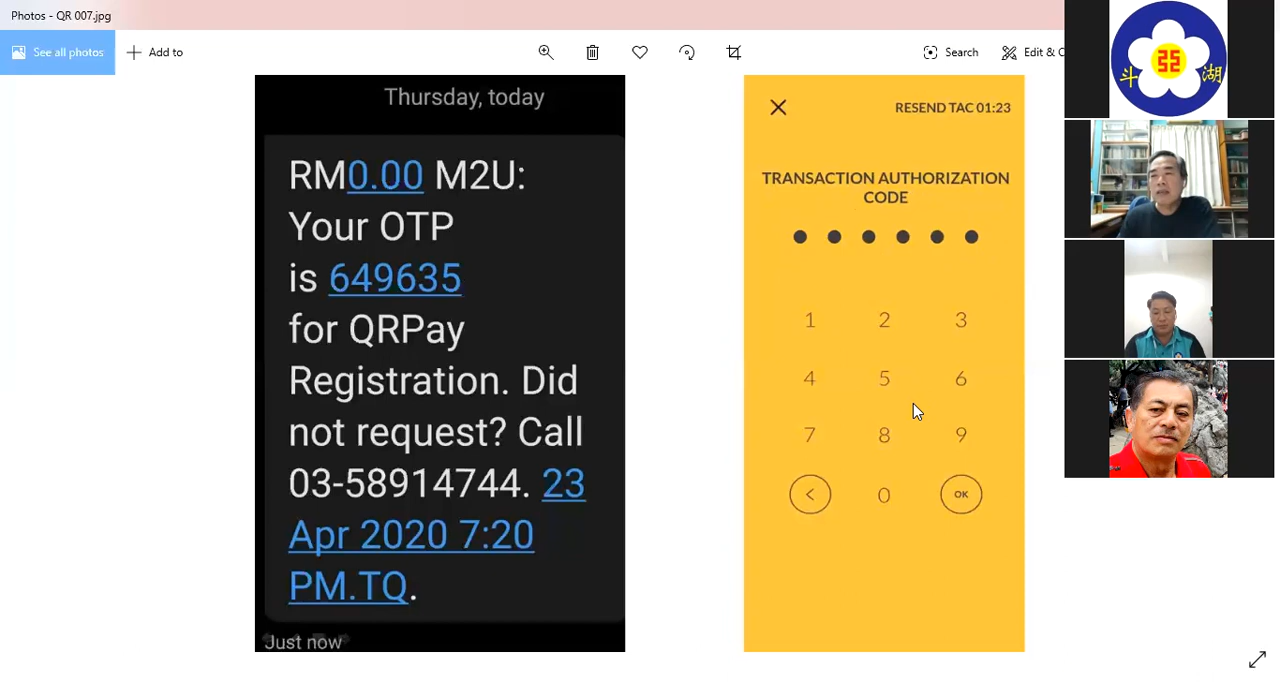 Photos - QR 007.jpg
See all photos
Add to
Search
Edit & C
Thursday, today
RM0.00 M2U:
Your OTP
is 649635
for QRPay
Registration. Did
not request? Call
03-58914744. 23
Apr 2020 7:20
PM.TQ.
Just now
RESEND TAC 01:23
TRANSACTION AUTHORIZATION
CODE
1 2 3
4 5 6
7 8 9
< 0 OK
斗 湖